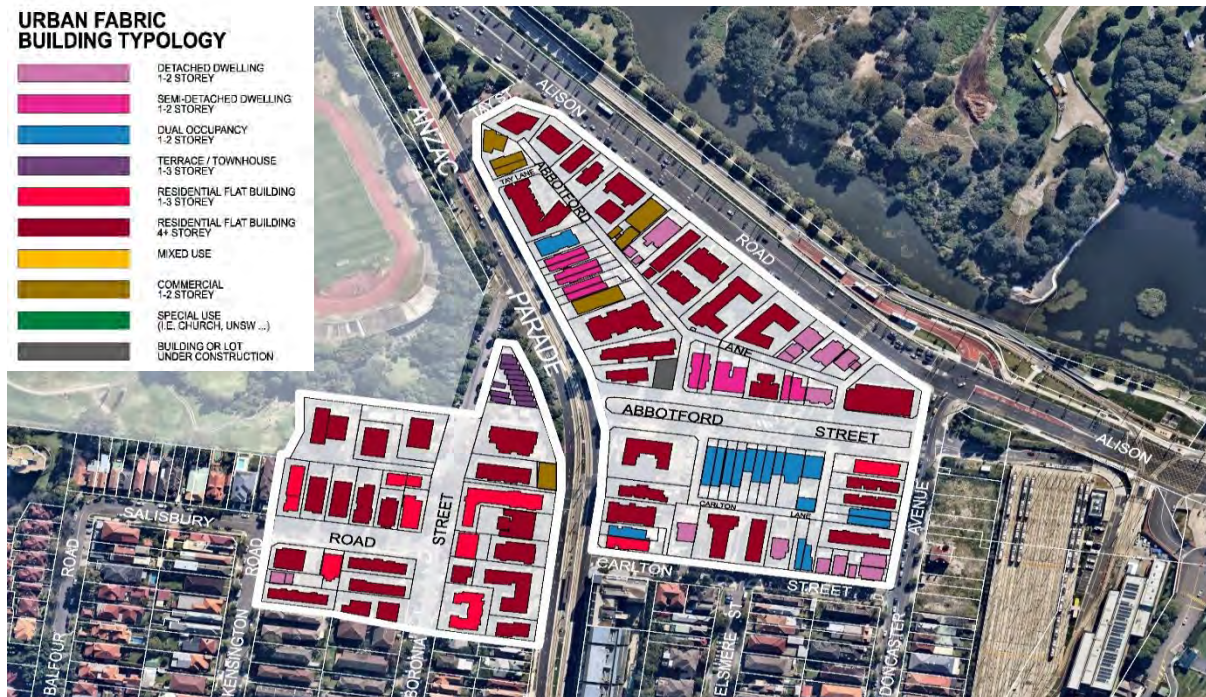 URBAN FABRIC
BUILDING TYPOLOGY
DETACHED DWELLING
1-2 STOREY
SEMI-DETACHED DWELLING
1-2 STOREY
DUAL OCCUPANCY
1-2 STOREY
TERRACE / TOWNHOUSE
1-3 STOREY
RESIDENTIAL FLAT BUILDING
1-3 STOREY
RESIDENTIAL FLAT BUILDING
4+ STOREY
MIXED USE
COMMERCIAL
1-2 STOREY
SPECIAL USE
(I.E. CHURCH, UNSW ...)
BUILDING OR LOT
UNDER CONSTRUCTION
ANZAC
PARADE
TAY ST
ALISON
ROAD
ALISON
TAY LANE
ABBOTFORD
LANE
ABBOTFORD
STREET
CARLTON
LANE
CARLTON
STREET
AVENUE
DONCASTER
ELSMERE ST
STREET
SALISBURY
ROAD
BALFOUR
ROAD
KENSINGTON
ROAD